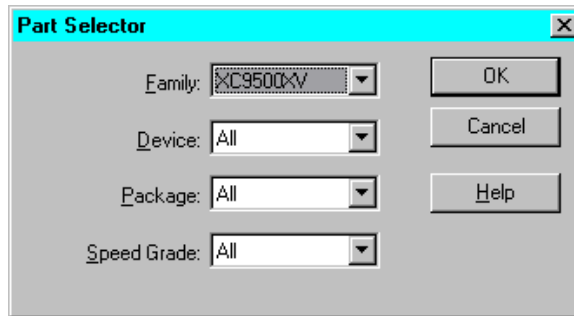 Part Selector
Family: XC9500XV
OK
Device: All
Cancel
Package: All
Help
Speed Grade: All